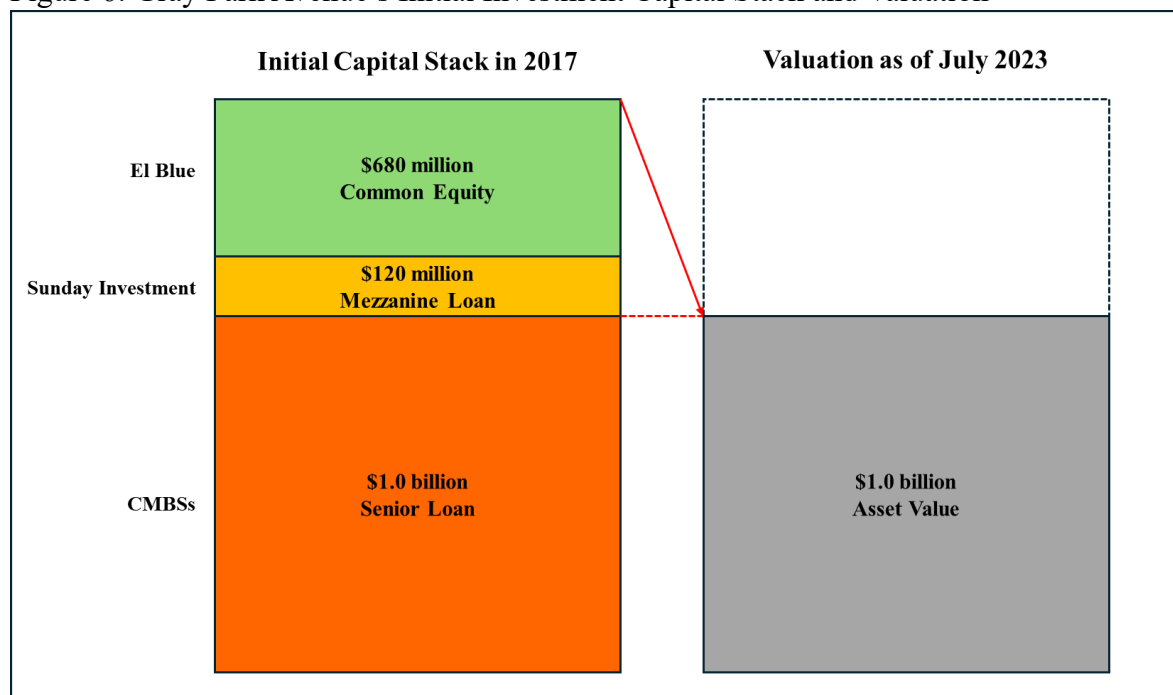 Initial Capital Stack in 2017
Valuation as of July 2023
El Blue
$680 million
Common Equity
Sunday Investment
$120 million
Mezzanine Loan
CMBSs
$1.0 billion
Senior Loan
$1.0 billion
Asset Value